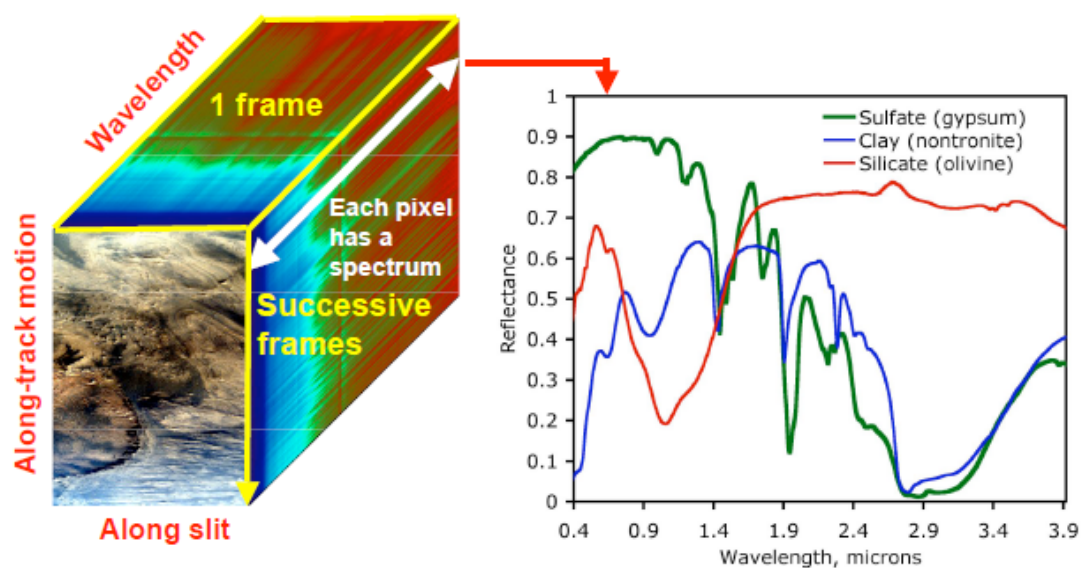 Wavelength
1 frame
Each pixel
has a
spectrum
Successive
frames
Along-track motion
Along slit
Reflectance
1
0.9
0.8
0.7
0.6
0.5
0.4
0.3
0.2
0.1
0
Sulfate (gypsum)
Clay (nontronite)
Silicate (olivine)
0.4 0.9 1.4 1.9 2.4 2.9 3.4 3.9
Wavelength, microns